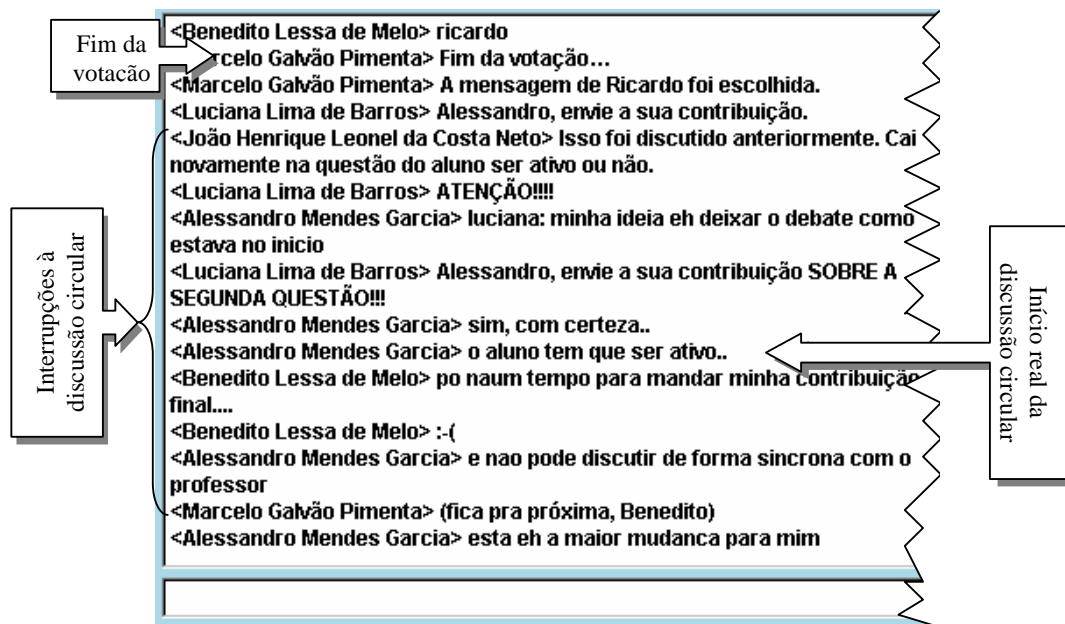 Fim da
votacão
<Benedito Lessa de Melo> ricardo
rcelo Galvão Pimenta> Fim da votação...
<Marcelo Galvão Pimenta> A mensagem de Ricardo foi escolhida.
<Luciana Lima de Barros> Alessandro, envie a sua contribuição.
<João Henrique Leonel da Costa Neto> Isso foi discutido anteriormente. Cai
novamente na questão do aluno ser ativo ou não.
<Luciana Lima de Barros> ATENÇÃO!!!!
<Alessandro Mendes Garcia> luciana: minha ideia eh deixar o debate como
estava no inicio
<Luciana Lima de Barros> Alessandro, envie a sua contribuição SOBRE A
SEGUNDA QUESTÃO!!!
<Alessandro Mendes Garcia> sim, com certeza..
<Alessandro Mendes Garcia> o aluno tem que ser ativo..
<Benedito Lessa de Melo> po naum tempo para mandar minha contribuição
final....
<Benedito Lessa de Melo> :-(
<Alessandro Mendes Garcia> e nao pode discutir de forma sincrona com o
professor
<Marcelo Galvão Pimenta> (fica pra próxima, Benedito)
<Alessandro Mendes Garcia> esta eh a maior mudanca para mim
Interrupções à
discussão circular
Início real da
discussão circular